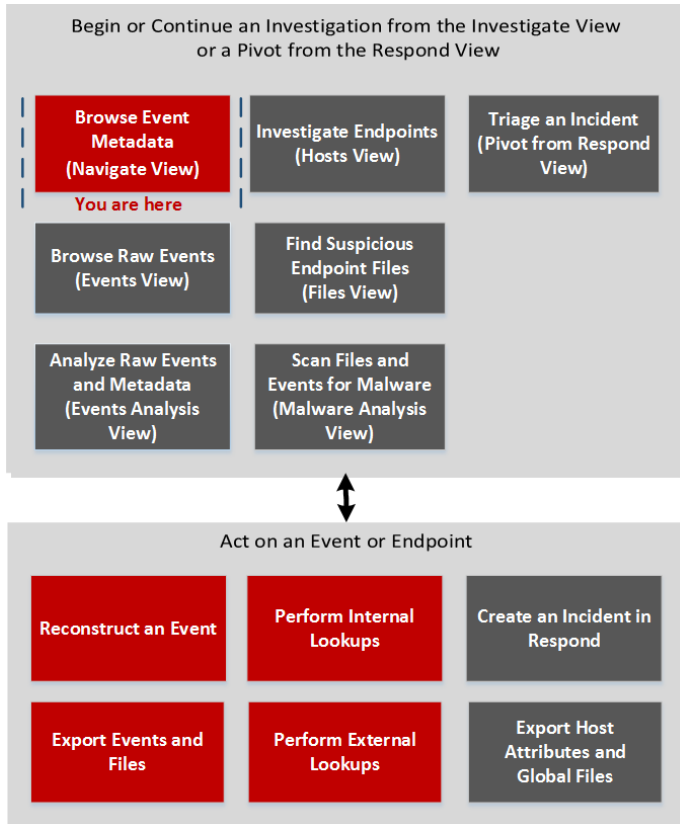 Begin or Continue an Investigation from the Investigate View
or a Pivot from the Respond View
Browse Event
Metadata
(Navigate View)
Investigate Endpoints
(Hosts View)
Triage an Incident
(Pivot from Respond
View)
You are here
Browse Raw Events
(Events View)
Find Suspicious
Endpoint Files
(Files View)
Analyze Raw Events
and Metadata
(Events Analysis
View)
Scan Files and
Events for Malware
(Malware Analysis
View)
Act on an Event or Endpoint
Reconstruct an Event
Perform Internal
Lookups
Create an Incident in
Respond
Export Events and
Files
Perform External
Lookups
Export Host
Attributes and
Global Files